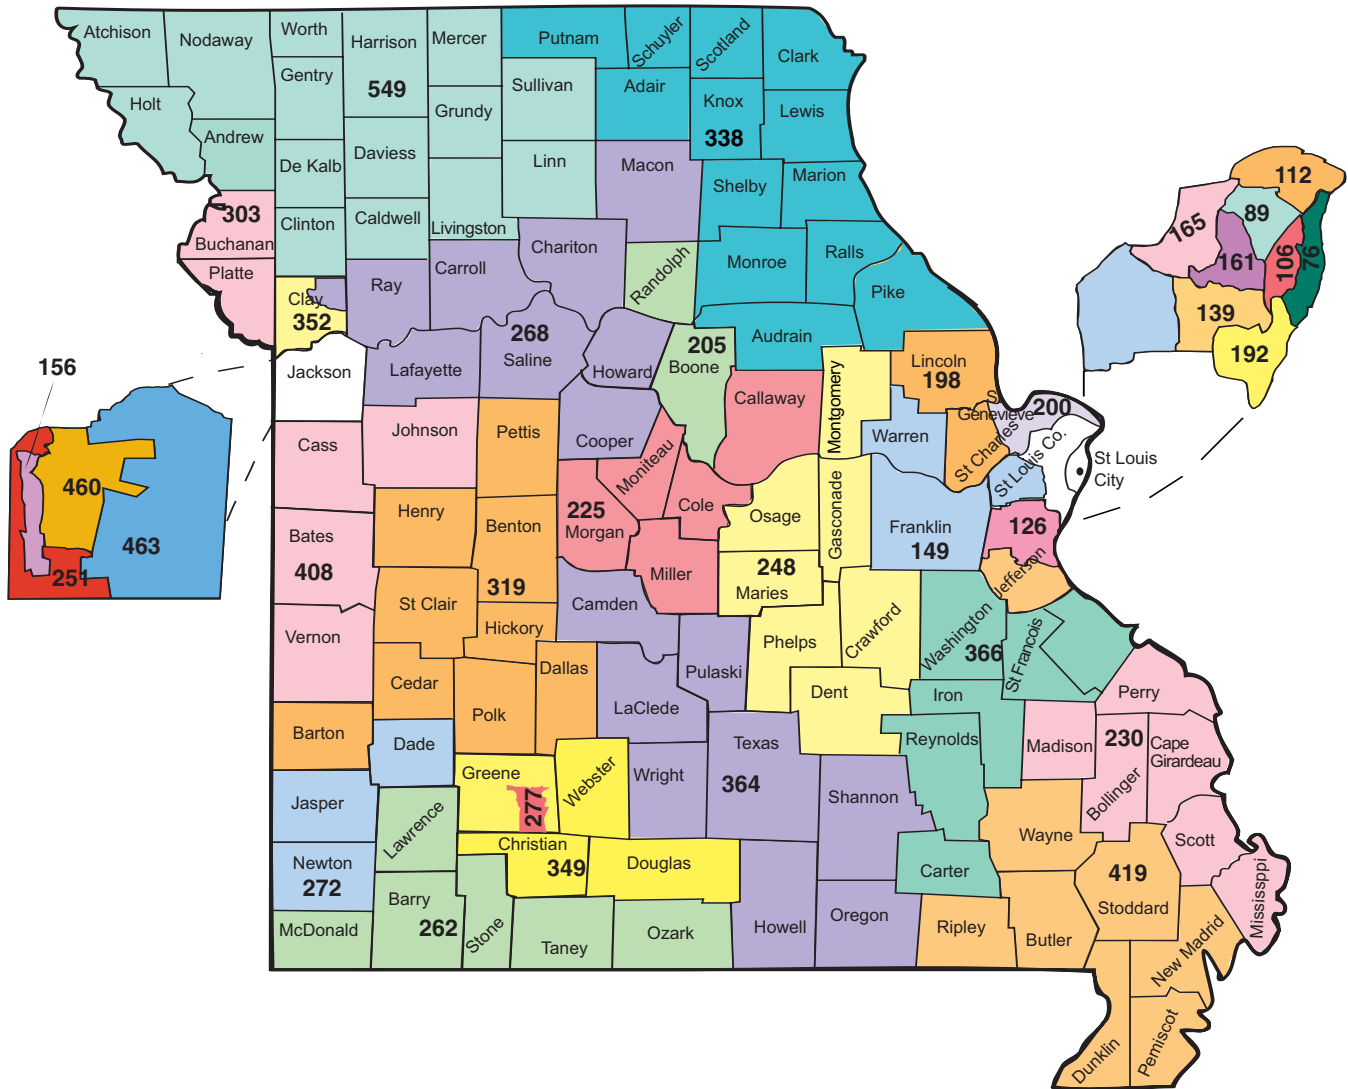 Atchison
Nodaway
Worth
Harrison
Mercer
Putnam
Schuyler
Scotland
Clark
Gentry
549
Sullivan
Adair
Knox
Lewis
Holt
Grundy
338
Andrew
De Kalb
Daviess
Linn
Macon
Shelby
Marion
303
Buchanan
Clinton
Caldwell
Livingston
Chariton
Platte
Carroll
Randolph
Monroe
Ralls
Clay
352
Ray
Pike
268
Saline
Howard
205
Boone
Audrain
Jackson
Lafayette
Callaway
Montgomery
Lincoln
198
Cass
Johnson
Pettis
Cooper
Moniteau
Warren
S
Genevieve
200
St Charles
St Louis Co.
St Louis
City
Henry
Benton
225
Morgan
Cole
Osage
Gasconade
Franklin
149
126
Bates
408
319
Miller
248
Maries
Jefferson
St Clair
Camden
Vernon
Hickory
Phelps
Crawford
Washington
366
St Francois
Cedar
Polk
Dallas
LaClede
Pulaski
Dent
Iron
Perry
Barton
Dade
Texas
364
Reynolds
Madison
230
Bollinger
Cape
Girardeau
Jasper
Greene
277
Webster
Wright
Shannon
Lawrence
Christian
349
Douglas
Wayne
Scott
Newton
272
Carter
419
Stoddard
Mississppi
McDonald
Barry
262
Stone
Taney
Ozark
Howell
Oregon
Ripley
Butler
New Madrid
Dunklin
Pemiscot
156
460
463
251
112
165
89
161
106
76
139
192